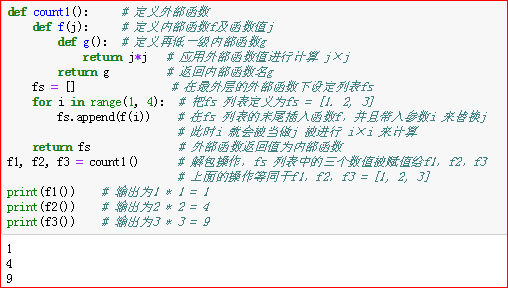 def count1():    # 定义外部函数
    def f(j):    # 定义内部函数f及函数值j
        def g():    # 定义再低一级内部函数g
            return j*j    # 应用外部函数值进行计算 j×j
        return g    # 返回内部函数名g
    fs = []    # 在最外层的外部函数下设定列表fs
    for i in range(1, 4):    # 把fs 列表定义为fs = [1, 2, 3]
        fs.append(f(i))    # 在fs 列表的末尾插入函数f,并且带入参数i 来替换j
                           # 此时i 就会被当做j 被进行 i×i 来计算
    return fs    # 外部函数返回值为内部函数
f1, f2, f3 = count1()    # 解包操作,fs 列表中的三个数值被赋值给f1, f2, f3
                         # 上面的操作等同于f1, f2, f3 = [1, 2, 3]
print(f1())    # 输出为1 * 1 = 1
print(f2())    # 输出为2 * 2 = 4
print(f3())    # 输出为3 * 3 = 9
1
4
9